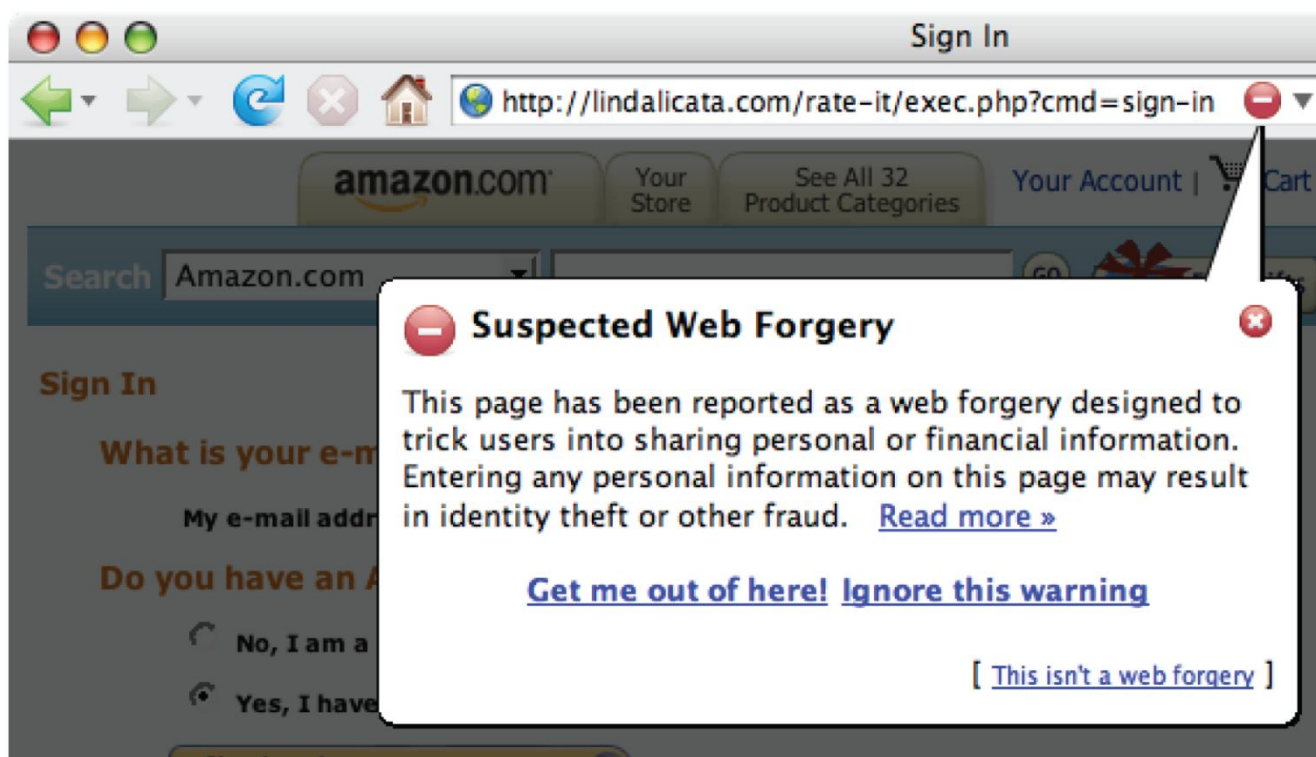 Sign In
http://lindalicata.com/rate-it/exec.php?cmd=sign-in
amazon.com
Your
Store
See All 32
Product Categories
Your Account |
Cart
Search
Amazon.com
GO
Suspected Web Forgery
This page has been reported as a web forgery designed to
trick users into sharing personal or financial information.
Entering any personal information on this page may result
in identity theft or other fraud. Read more »
Get me out of here! Ignore this warning
[ This isn't a web forgery ]
Sign In
What is your e-m
My e-mail addr
Do you have an A
No, I am a
Yes, I have